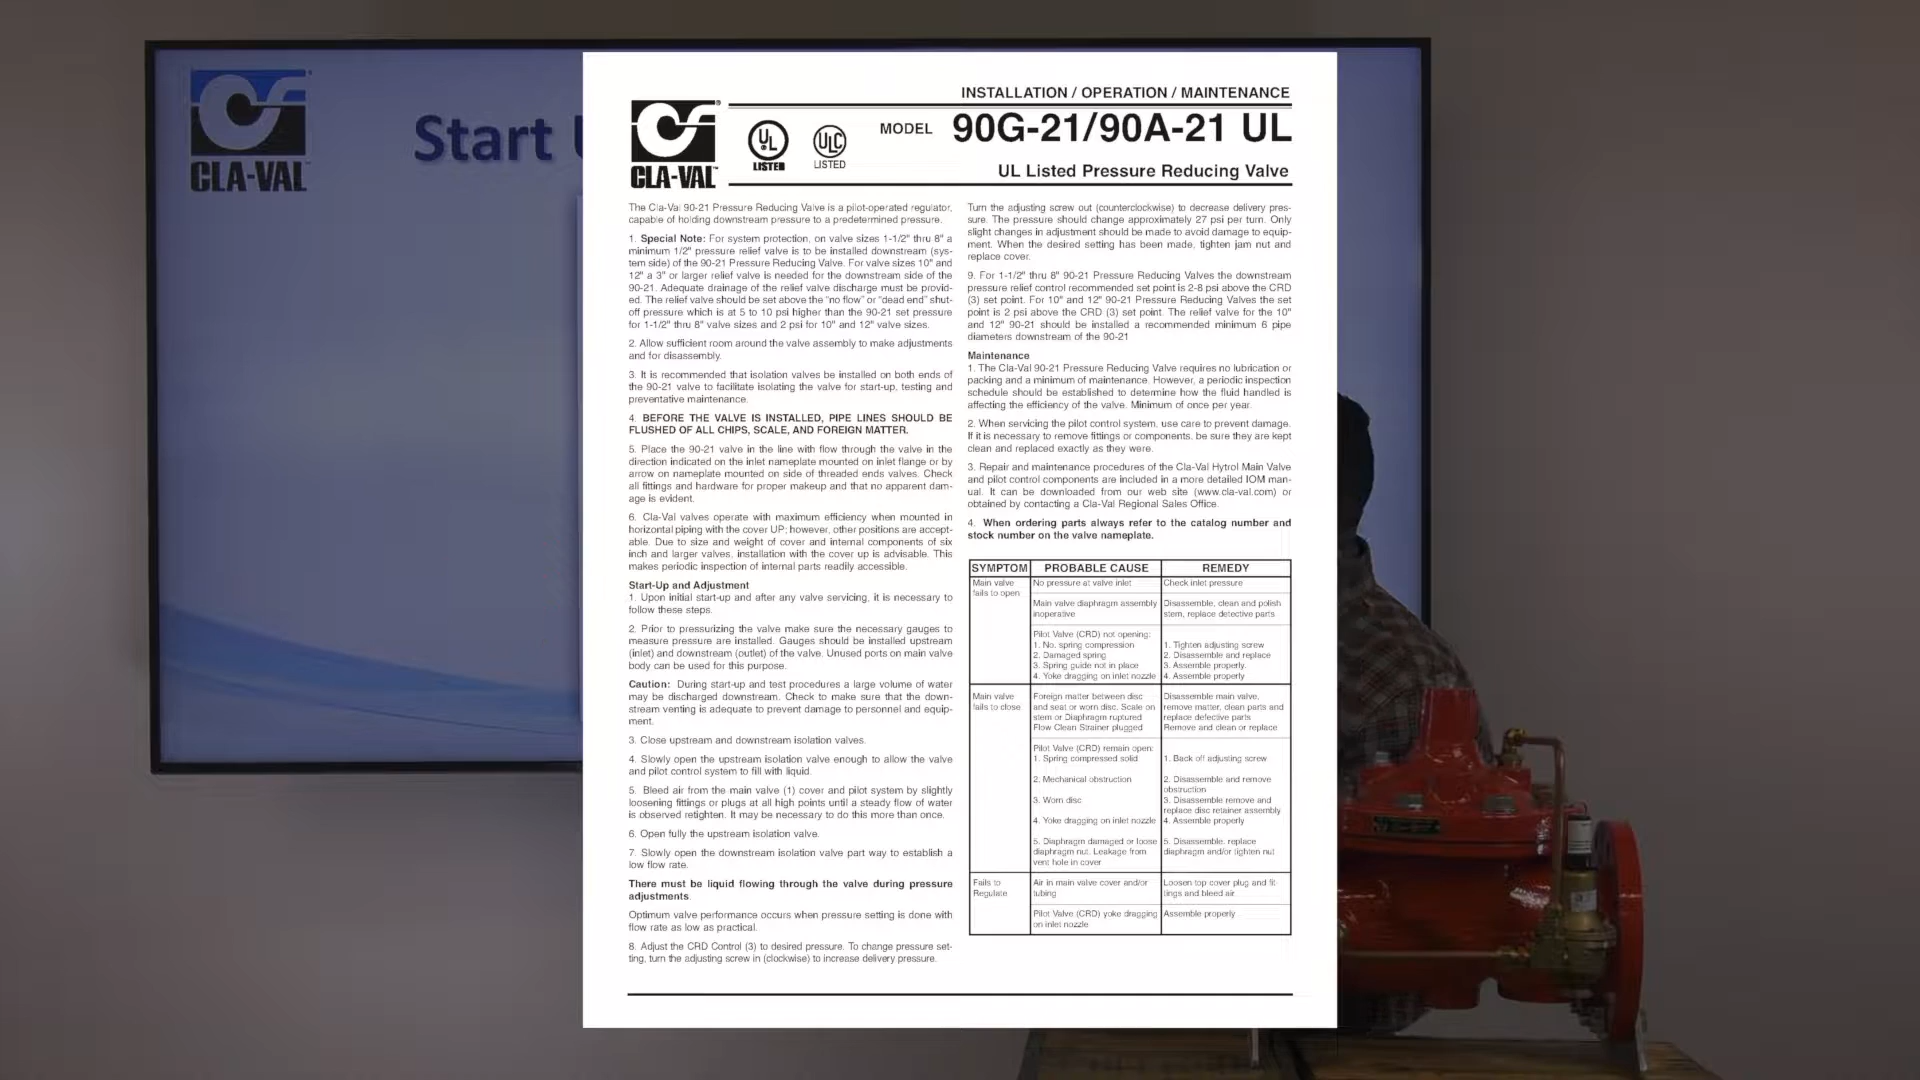 CLA-VAL
Start
INSTALLATION / OPERATION / MAINTENANCE
CLA-VAL
UL
LISTED
ULC
LISTED
MODEL 90G-21/90A-21 UL
UL Listed Pressure Reducing Valve
The Cla-Val 90-21 Pressure Reducing Valve is a pilot-operated regulator,
capable of holding downstream pressure to a predetermined pressure.
1. Special Note: For system protection, on valve sizes 1-1/2" thru 8" a
minimum 1/2" pressure relief valve is to be installed downstream (sys-
tem side) of the 90-21 Pressure Reducing Valve. For valve sizes 10" and
12" a 3" or larger relief valve is needed for the downstream side of the
90-21. Adequate drainage of the relief valve discharge must be provid-
ed. The relief valve should be set above the "no flow" or "dead end" shut-
off pressure which is at 5 to 10 psi higher than the 90-21 set pressure
for 1-1/2" thru 8" valve sizes and 2 psi for 10" and 12" valve sizes.
2. Allow sufficient room around the valve assembly to make adjustments
and for disassembly.
3. It is recommended that isolation valves be installed on both ends of
the 90-21 valve to facilitate isolating the valve for start-up, testing and
preventative maintenance.
4. BEFORE THE VALVE IS INSTALLED, PIPE LINES SHOULD BE
FLUSHED OF ALL CHIPS, SCALE, AND FOREIGN MATTER.
5. Place the 90-21 valve in the line with flow through the valve in the
direction indicated on the inlet nameplate mounted on inlet flange or by
arrow on nameplate mounted on side of threaded ends valves. Check
all fittings and hardware for proper makeup and that no apparent dam-
age is evident.
6. Cla-Val valves operate with maximum efficiency when mounted in
horizontal piping with the cover UP; however, other positions are accept-
able. Due to size and weight of cover and internal components of six
inch and larger valves, installation with the cover up is advisable. This
makes periodic inspection of internal parts readily accessible.
Start-Up and Adjustment
1. Upon initial start-up and after any valve servicing, it is necessary to
follow these steps.
2. Prior to pressurizing the valve make sure the necessary gauges to
measure pressure are installed. Gauges should be installed upstream
(inlet) and downstream (outlet) of the valve. Unused ports on main valve
body can be used for this purpose.
Caution: During start-up and test procedures a large volume of water
may be discharged downstream. Check to make sure that the down-
stream venting is adequate to prevent damage to personnel and equip-
ment.
3. Close upstream and downstream isolation valves.
4. Slowly open the upstream isolation valve enough to allow the valve
and pilot control system to fill with liquid.
5. Bleed air from the main valve (1) cover and pilot system by slightly
loosening fittings or plugs at all high points until a steady flow of water
is observed retighten. It may be necessary to do this more than once.
6. Open fully the upstream isolation valve.
7. Slowly open the downstream isolation valve part way to establish a
low flow rate.
There must be liquid flowing through the valve during pressure
adjustments
Optimum valve performance occurs when pressure setting is done with
flow rate as low as practical.
8. Adjust the CRD Control (3) to desired pressure. To change pressure set-
ting, turn the adjusting screw in (clockwise) to increase delivery pressure.
Turn the adjusting screw out (counterclockwise) to decrease delivery pres-
sure. The pressure should change approximately 27 psi per turn. Only
slight changes in adjustment should be made to avoid damage to equip-
ment. When the desired setting has been made, tighten jam nut and
replace cover.
9. For 1-1/2" thru 8" 90-21 Pressure Reducing Valves the downstream
pressure relief control recommended set point is 2-8 psi above the CRD
(3) set point. For 10" and 12" 90-21 Pressure Reducing Valves the set
point is 2 psi above the CRD (3) set point. The relief valve for the 10"
and 12" 90-21 should be installed a recommended minimum 6 pipe
diameters downstream of the 90-21
Maintenance
1. The Cla-Val 90-21 Pressure Reducing Valve requires no lubrication or
packing and a minimum of maintenance. However, a periodic inspection
schedule should be established to determine how the fluid handled is
affecting the efficiency of the valve. Minimum of once per year.
2. When servicing the pilot control system, use care to prevent damage.
If it is necessary to remove fittings or components, be sure they are kept
clean and replaced exactly as they were.
3. Repair and maintenance procedures of the Cla-Val Hytrol Main Valve
and pilot control components are included in a more detailed IOM man-
ual. It can be downloaded from our web site (www.cla-val.com) or
obtained by contacting a Cla-Val Regional Sales Office.
4. When ordering parts always refer to the catalog number and
stock number on the valve nameplate.
SYMPTOM PROBABLE CAUSE REMEDY
Main valve
fails to open
No pressure at valve inlet
Check inlet pressure
Main valve diaphragm assembly
inoperative
Disassemble, clean and polish
stem, replace detective parts
Pilot Valve (CRD) not opening:
1. No. spring compression
2. Damaged spring
3. Spring guide not in place
4. Yoke dragging on inlet nozzle
1. Tighten adjusting screw
2. Disassemble and replace
3. Assemble properly.
4. Assemble properly
Main valve
fails to close
Foreign matter between disc
and seat or worn disc. Scale on
stem or Diaphragm ruptured
Flow Clean Strainer plugged
Disassemble main valve,
remove matter, clean parts and
replace defective parts
Remove and clean or replace
Pilot Valve (CRD) remain open:
1. Spring compressed solid
2. Mechanical obstruction
3. Worn disc
4. Yoke dragging on inlet nozzle
5. Diaphragm damaged or loose
diaphragm nut. Leakage from
vent hole in cover
1. Back off adjusting screw
2. Disassemble and remove
obstruction
3. Disassemble remove and
replace disc retainer assembly
4. Assemble properly
5. Disassemble. replace
diaphragm and/or tighten nut
Fails to
Regulate
Air in main valve cover and/or
tubing
Loosen top cover plug and fit-
tings and bleed air
Pilot Valve (CRD) yoke dragging
on inlet nozzle
Assemble properly